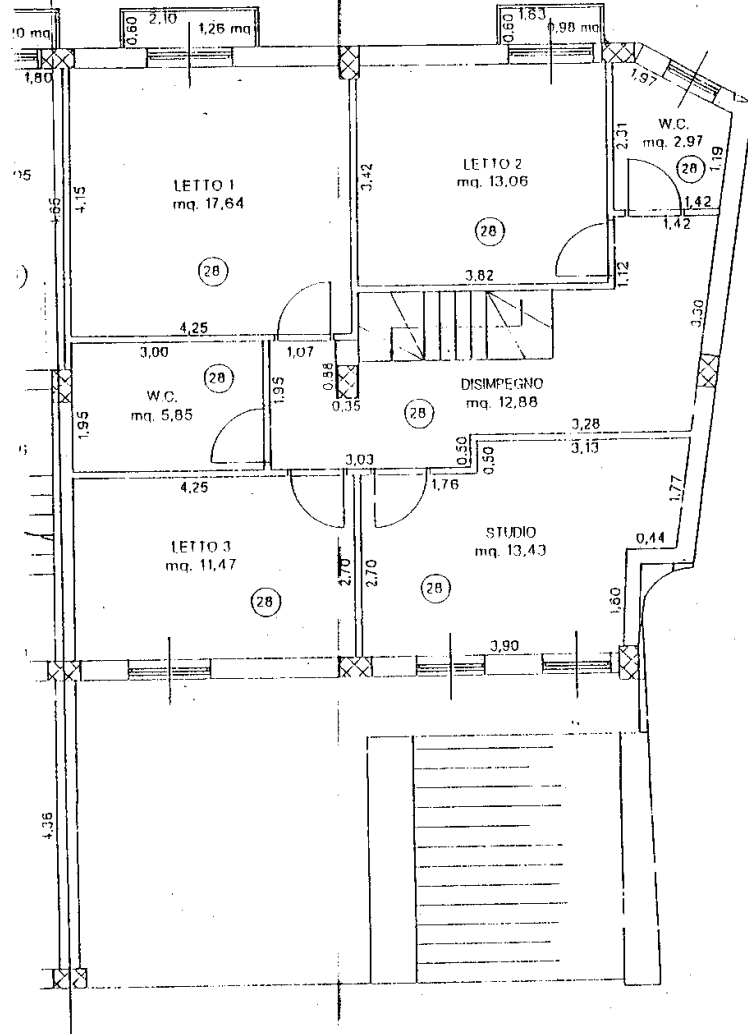 0,60
2,10
1,26 mq
0,60
1,63
0,98 mq
1,80
1,97
W.C.
mq. 2,97
28
2,31
1,19
1,42
1,42
LETTO 1
mq. 17,64
28
4,15
4,65
3,42
LETTO 2
mq. 13,06
28
3,82
1,12
3,30
4,25
3,00
1,07
W.C.
mq. 5,85
28
1,95
1,95
0,88
0,35
DISIMPEGNO
mq. 12,88
28
3,28
3,13
0,50
0,50
3,03
1,76
4,25
LETTO 3
mq. 11,47
28
2,70
2,70
STUDIO
mq. 13,43
28
1,77
0,44
1,60
3,90
4,36